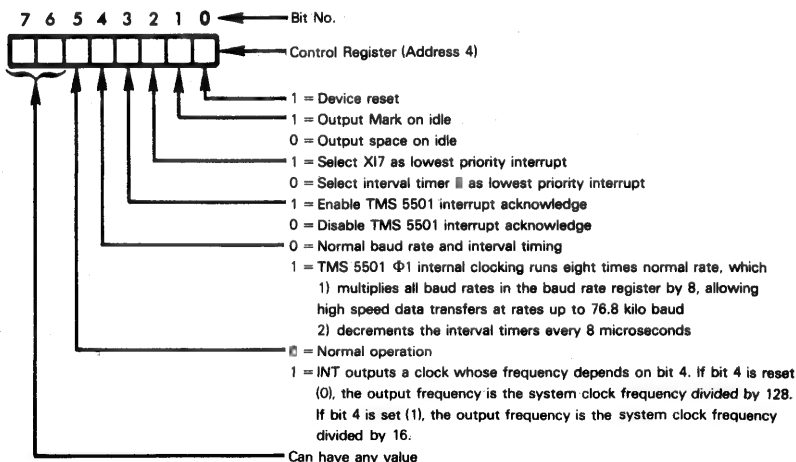 7 6 5 4 3 2 1 0 Bit No.
Control Register (Address 4)
1 = Device reset
1 = Output Mark on idle
0 = Output space on idle
1 = Select XI7 as lowest priority interrupt
0 = Select interval timer as lowest priority interrupt
1 = Enable TMS 5501 interrupt acknowledge
0 = Disable TMS 5501 interrupt acknowledge
0 = Normal baud rate and interval timing
1 = TMS 5501 Φ1 internal clocking runs eight times normal rate, which
1) multiplies all baud rates in the baud rate register by 8, allowing
high speed data transfers at rates up to 76.8 kilo baud
2) decrements the interval timers every 8 microseconds
= Normal operation
1 = INT outputs a clock whose frequency depends on bit 4. If bit 4 is reset
(0), the output frequency is the system clock frequency divided by 128.
If bit 4 is set (1), the output frequency is the system clock frequency
divided by 16.
Can have any value